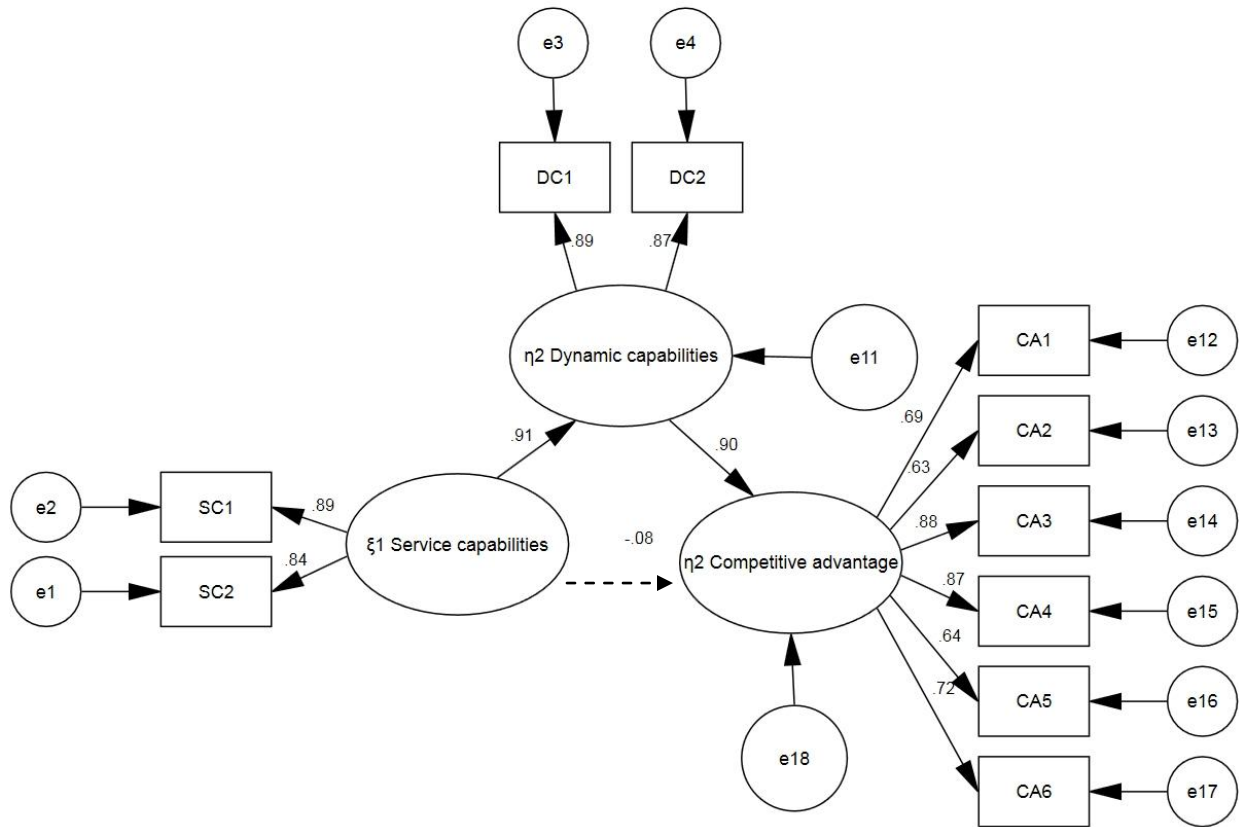 e3
e4
DC1
DC2
.89
.87
η2 Dynamic capabilities
e11
CA1
e12
.69
CA2
e13
.91
.90
.63
e2
SC1
.89
ξ1 Service capabilities
-.08
η2 Competitive advantage
.88
CA3
e14
e1
SC2
.84
.87
CA4
e15
.64
CA5
e16
.72
e18
CA6
e17